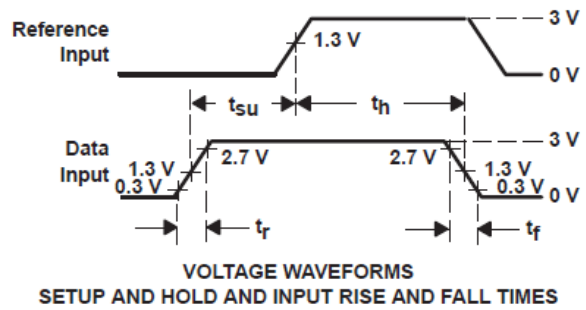 Reference
Input
3 V
1.3 V
0 V
tsu
th
Data
Input
3 V
2.7 V
2.7 V
1.3 V
1.3 V
0.3 V
0.3 V
0 V
tr
tf
VOLTAGE WAVEFORMS
SETUP AND HOLD AND INPUT RISE AND FALL TIMES